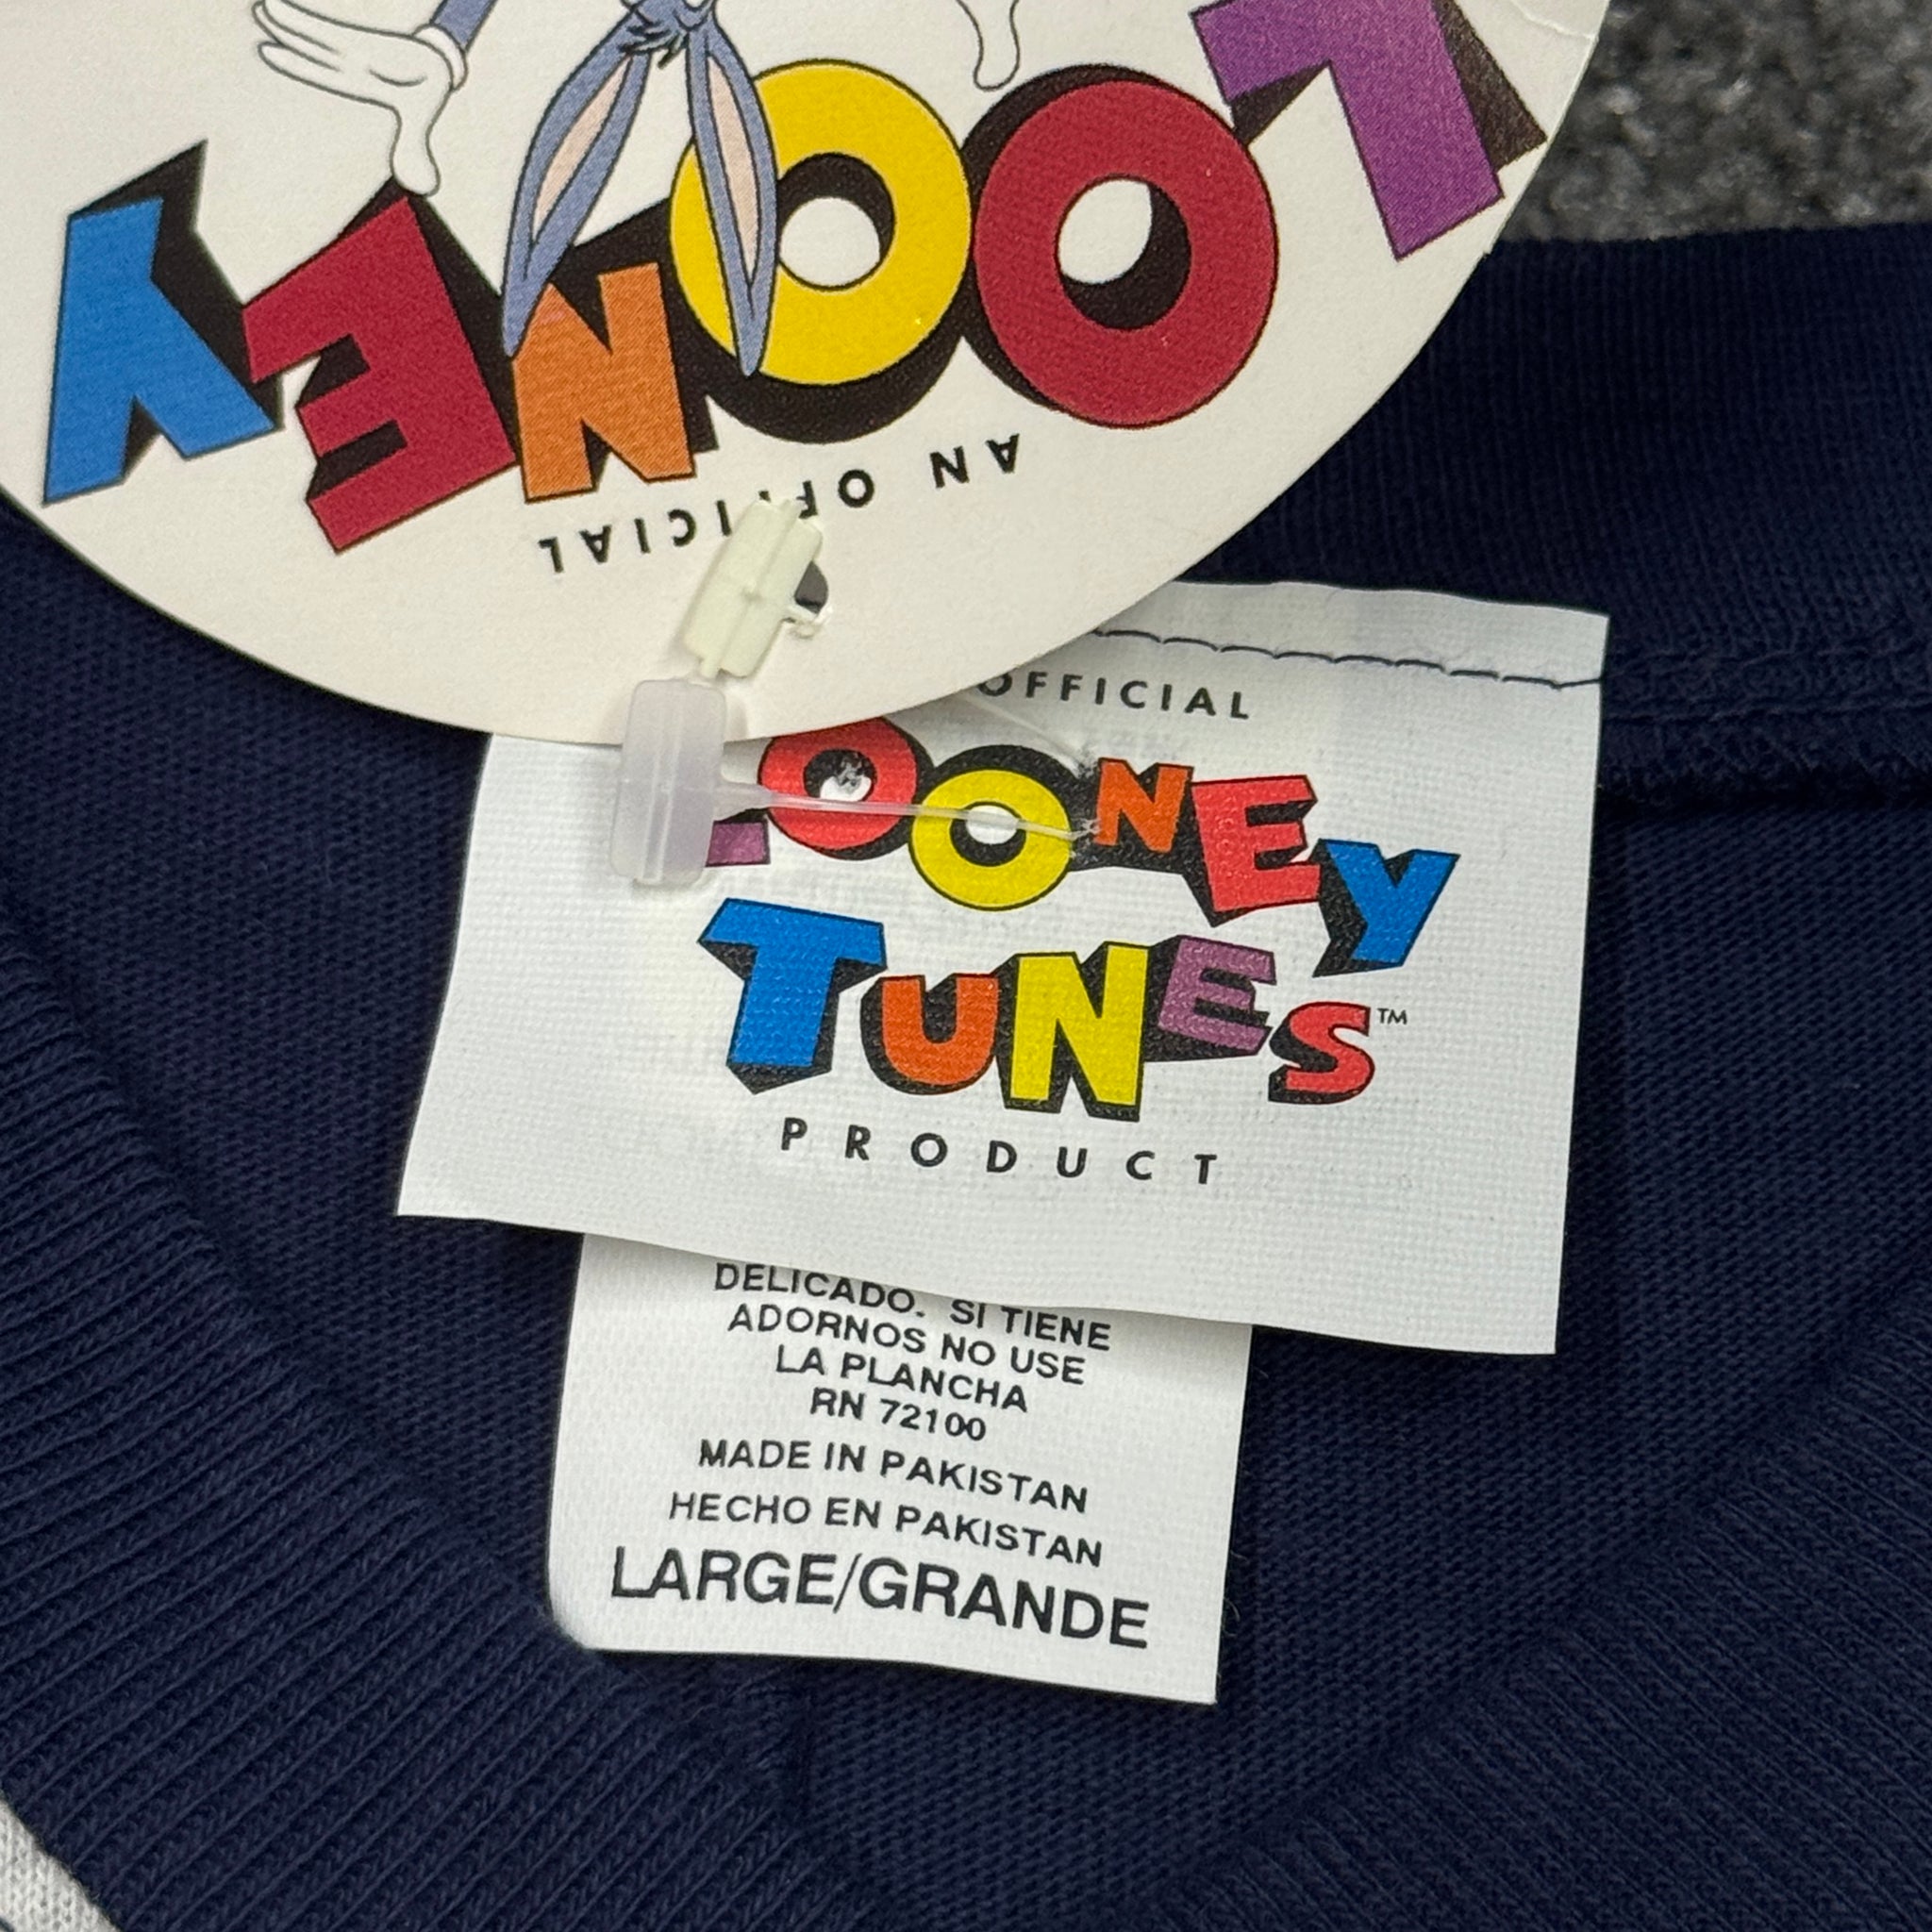 AN OFFICIAL
LOONEY
OFFICIAL
LOONEY
TUNES™
PRODUCT
DELICADO. SI TIENE
ADORNOS NO USE
LA PLANCHA
RN 72100
MADE IN PAKISTAN
HECHO EN PAKISTAN
LARGE/GRANDE